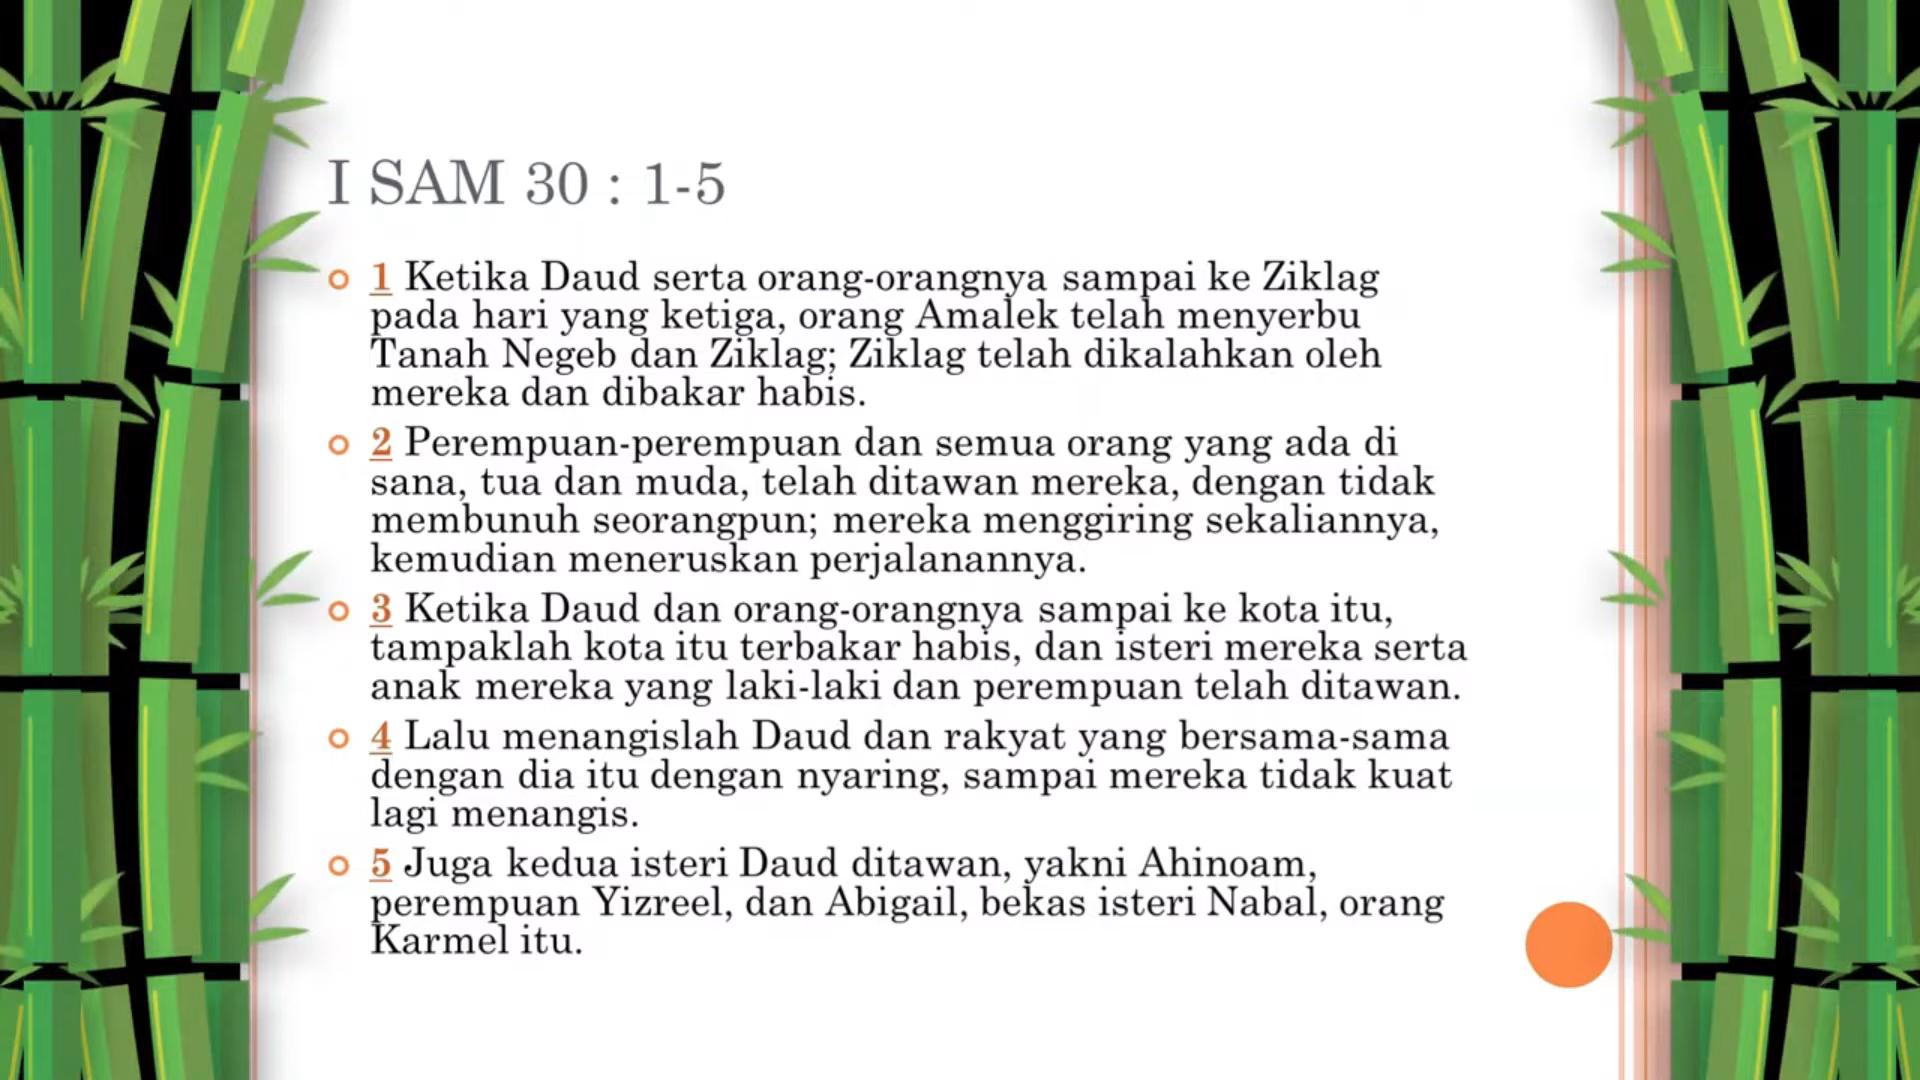 I SAM 30 : 1-5
1 Ketika Daud serta orang-orangnya sampai ke Ziklag
pada hari yang ketiga, orang Amalek telah menyerbu
Tanah Negeb dan Ziklag; Ziklag telah dikalahkan oleh
mereka dan dibakar habis.
2 Perempuan-perempuan dan semua orang yang ada di
sana, tua dan muda, telah ditawan mereka, dengan tidak
membunuh seorangpun; mereka menggiring sekaliannya,
kemudian meneruskan perjalanannya.
3 Ketika Daud dan orang-orangnya sampai ke kota itu,
tampaklah kota itu terbakar habis, dan isteri mereka serta
anak mereka yang laki-laki dan perempuan telah ditawan.
4 Lalu menangislah Daud dan rakyat yang bersama-sama
dengan dia itu dengan nyaring, sampai mereka tidak kuat
lagi menangis.
5 Juga kedua isteri Daud ditawan, yakni Ahinoam,
perempuan Yizreel, dan Abigail, bekas isteri Nabal, orang
Karmel itu.